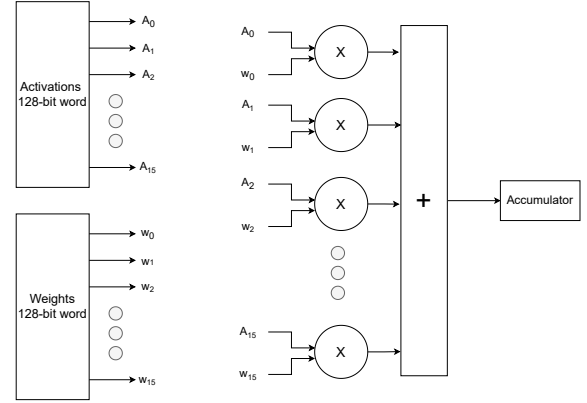 Activations
128-bit word
A₀
A₁
A₂
A₁₅
Weights
128-bit word
w₀
w₁
w₂
w₁₅
A₀
w₀
X
A₁
w₁
X
A₂
w₂
X
A₁₅
w₁₅
X
+
Accumulator